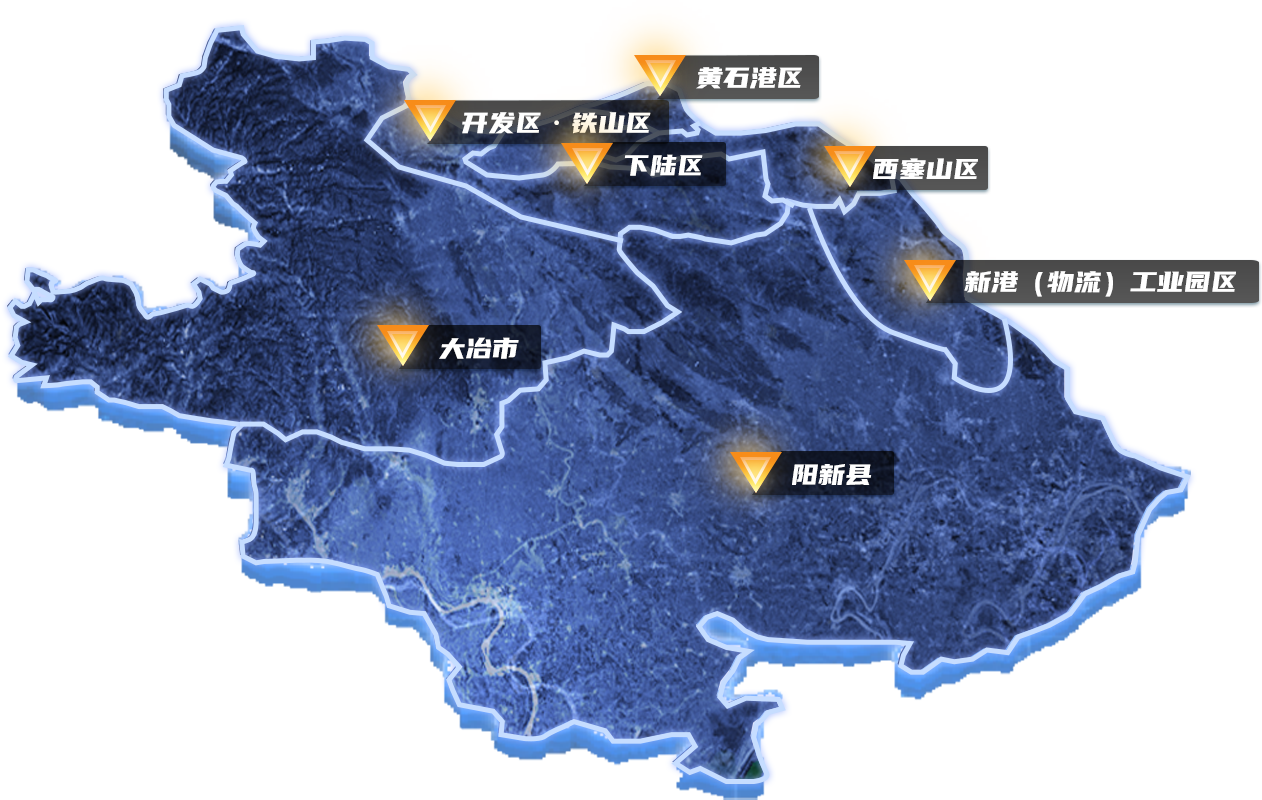 黄石港区
开发区·铁山区
下陆区
西塞山区
新港（物流）工业园区
大冶市
阳新县